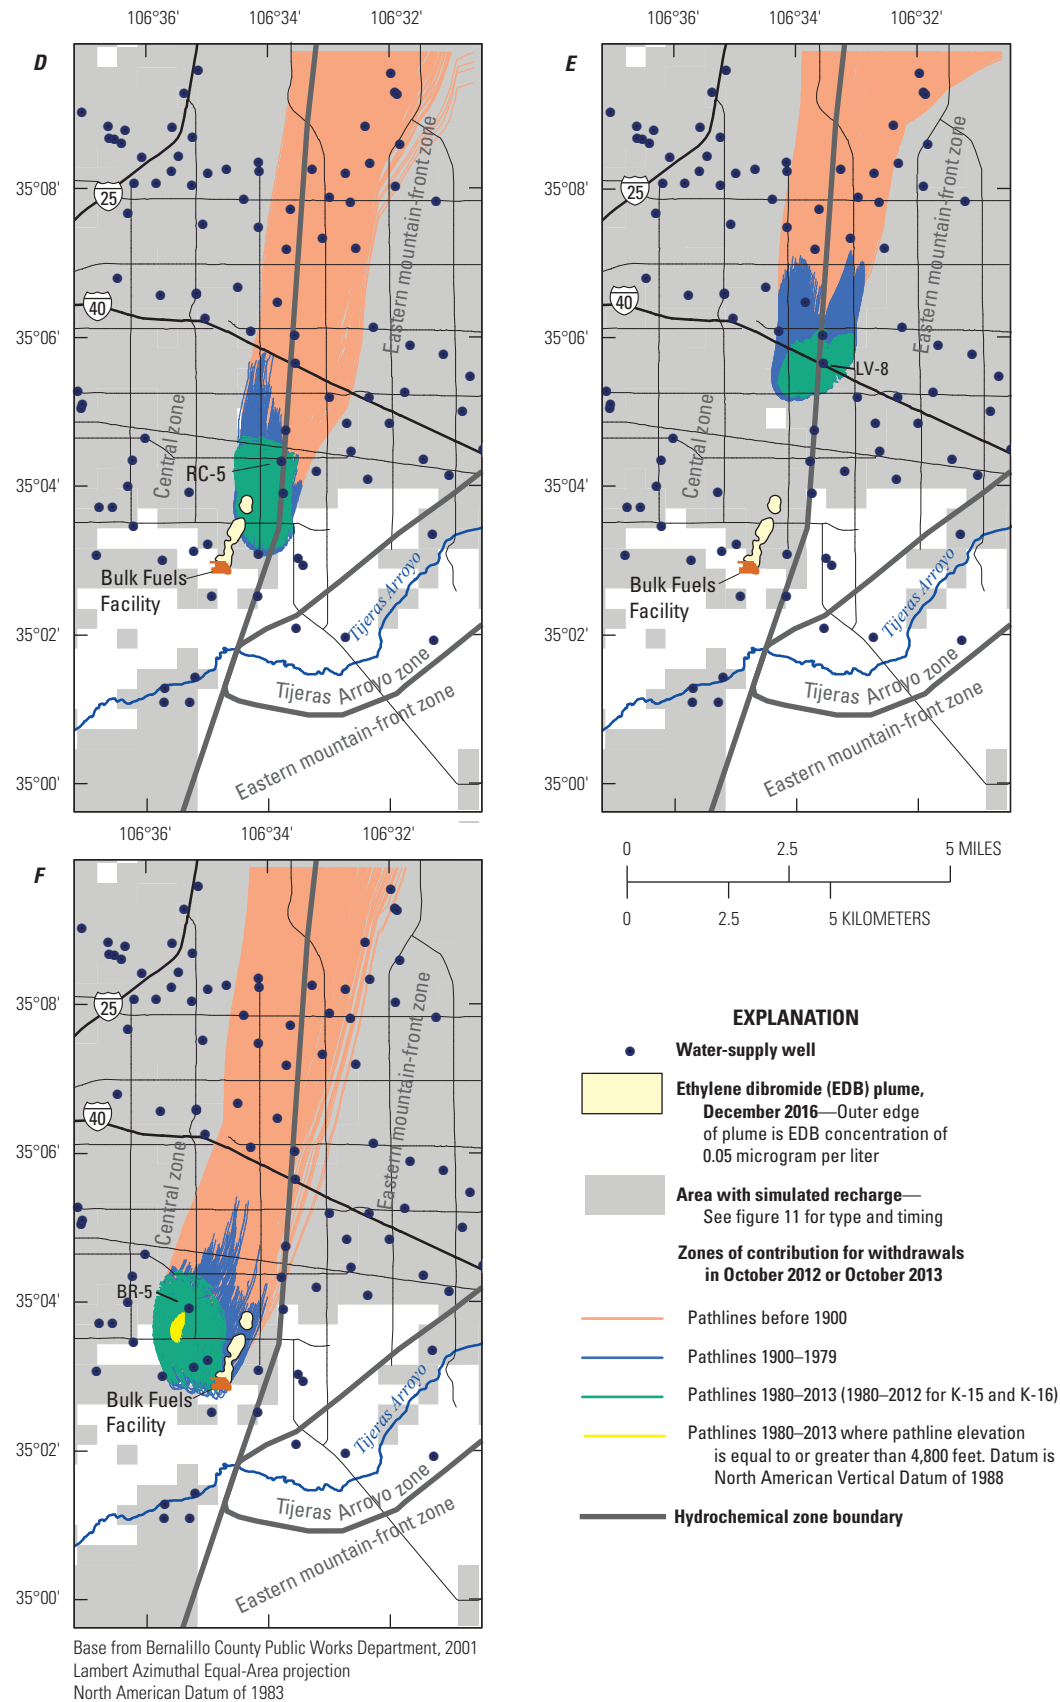 106°36'
106°34'
106°32'
D
35°08'
35°06'
35°04'
35°02'
35°00'
25
40
Eastern mountain-front zone
Central zone
RC-5
Bulk Fuels
Facility
Tijeras Arroyo
Tijeras Arroyo zone
Eastern mountain-front zone
106°36'
106°34'
106°32'
E
35°08'
35°06'
35°04'
35°02'
35°00'
25
40
Eastern mountain-front zone
LV-8
Central zone
Bulk Fuels
Facility
Tijeras Arroyo
Tijeras Arroyo zone
Eastern mountain-front zone
106°36'
106°34'
106°32'
F
35°08'
35°06'
35°04'
35°02'
35°00'
25
40
Eastern mountain-front zone
Central zone
BR-5
Bulk Fuels
Facility
Tijeras Arroyo
Tijeras Arroyo zone
Eastern mountain-front zone
0 2.5 5 MILES
0 2.5 5 KILOMETERS
EXPLANATION
Water-supply well
Ethylene dibromide (EDB) plume,
December 2016—Outer edge
of plume is EDB concentration of
0.05 microgram per liter
Area with simulated recharge—
See figure 11 for type and timing
Zones of contribution for withdrawals
in October 2012 or October 2013
Pathlines before 1900
Pathlines 1900–1979
Pathlines 1980–2013 (1980–2012 for K-15 and K-16)
Pathlines 1980–2013 where pathline elevation
is equal to or greater than 4,800 feet. Datum is
North American Vertical Datum of 1988
Hydrochemical zone boundary
Base from Bernalillo County Public Works Department, 2001
Lambert Azimuthal Equal-Area projection
North American Datum of 1983